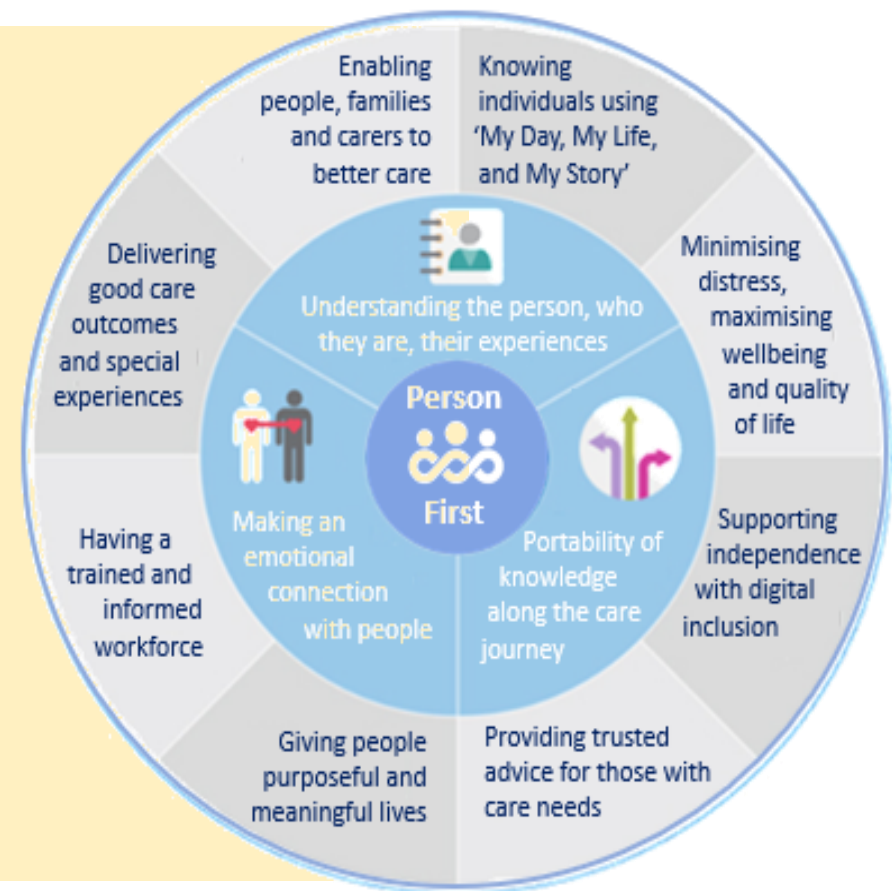 Enabling
people, families
and carers to
better care
Knowing
individuals using
'My Day, My Life,
and My Story'
Minimising
distress,
maximising
wellbeing
and quality
of life
Supporting
independence
with digital
inclusion
Providing trusted
advice for those with
care needs
Giving people
purposeful and
meaningful lives
Having a
trained and
informed
workforce
Delivering
good care
outcomes
and special
experiences
Understanding the person, who
they are, their experiences
Portability of
knowledge
along the care
journey
Making an
emotional
connection
with people
Person
First